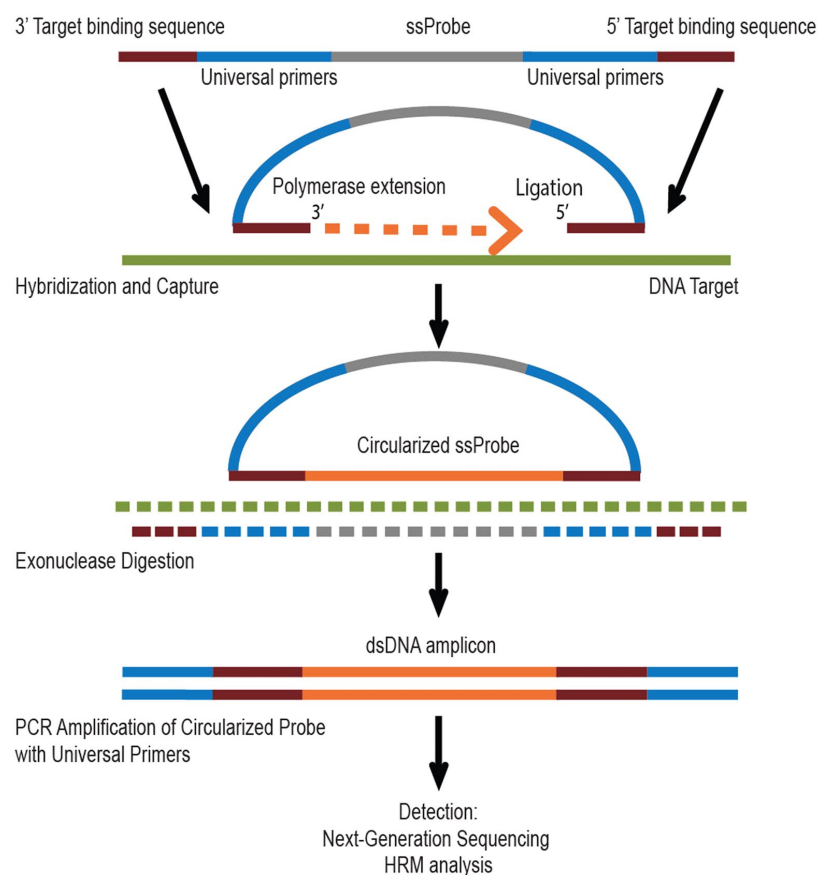 3’ Target binding sequence
ssProbe
5’ Target binding sequence
Universal primers
Universal primers
Polymerase extension
Ligation
3’
5’
Hybridization and Capture
DNA Target
Circularized ssProbe
Exonuclease Digestion
dsDNA amplicon
PCR Amplification of Circularized Probe
with Universal Primers
Detection:
Next-Generation Sequencing
HRM analysis